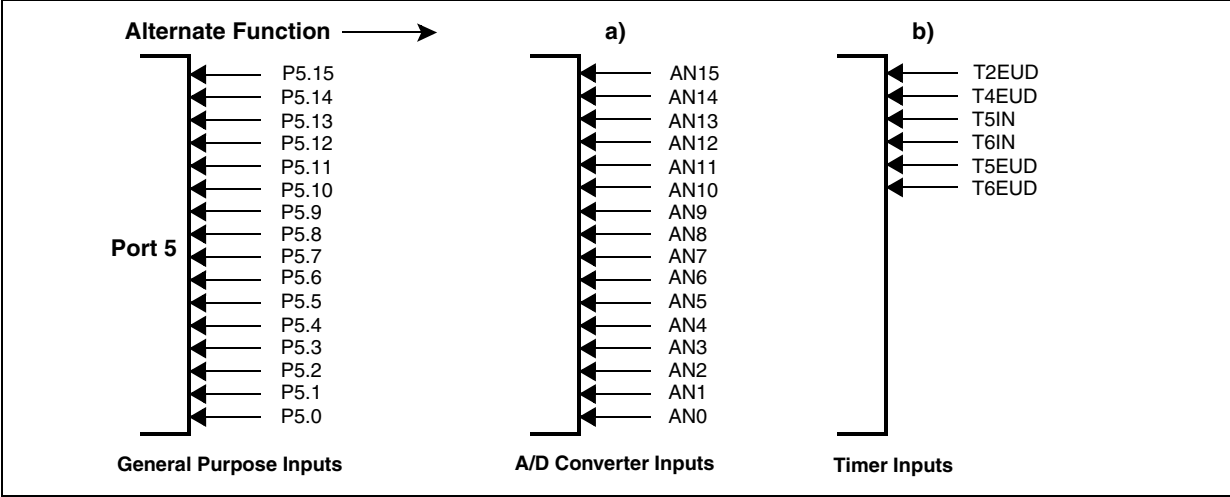 Alternate Function a) b)
P5.15 AN15 T2EUD
P5.14 AN14 T4EUD
P5.13 AN13 T5IN
P5.12 AN12 T6IN
P5.11 AN11 T5EUD
P5.10 AN10 T6EUD
P5.9 AN9
P5.8 AN8
Port 5
P5.7 AN7
P5.6 AN6
P5.5 AN5
P5.4 AN4
P5.3 AN3
P5.2 AN2
P5.1 AN1
P5.0 AN0
General Purpose Inputs A/D Converter Inputs Timer Inputs